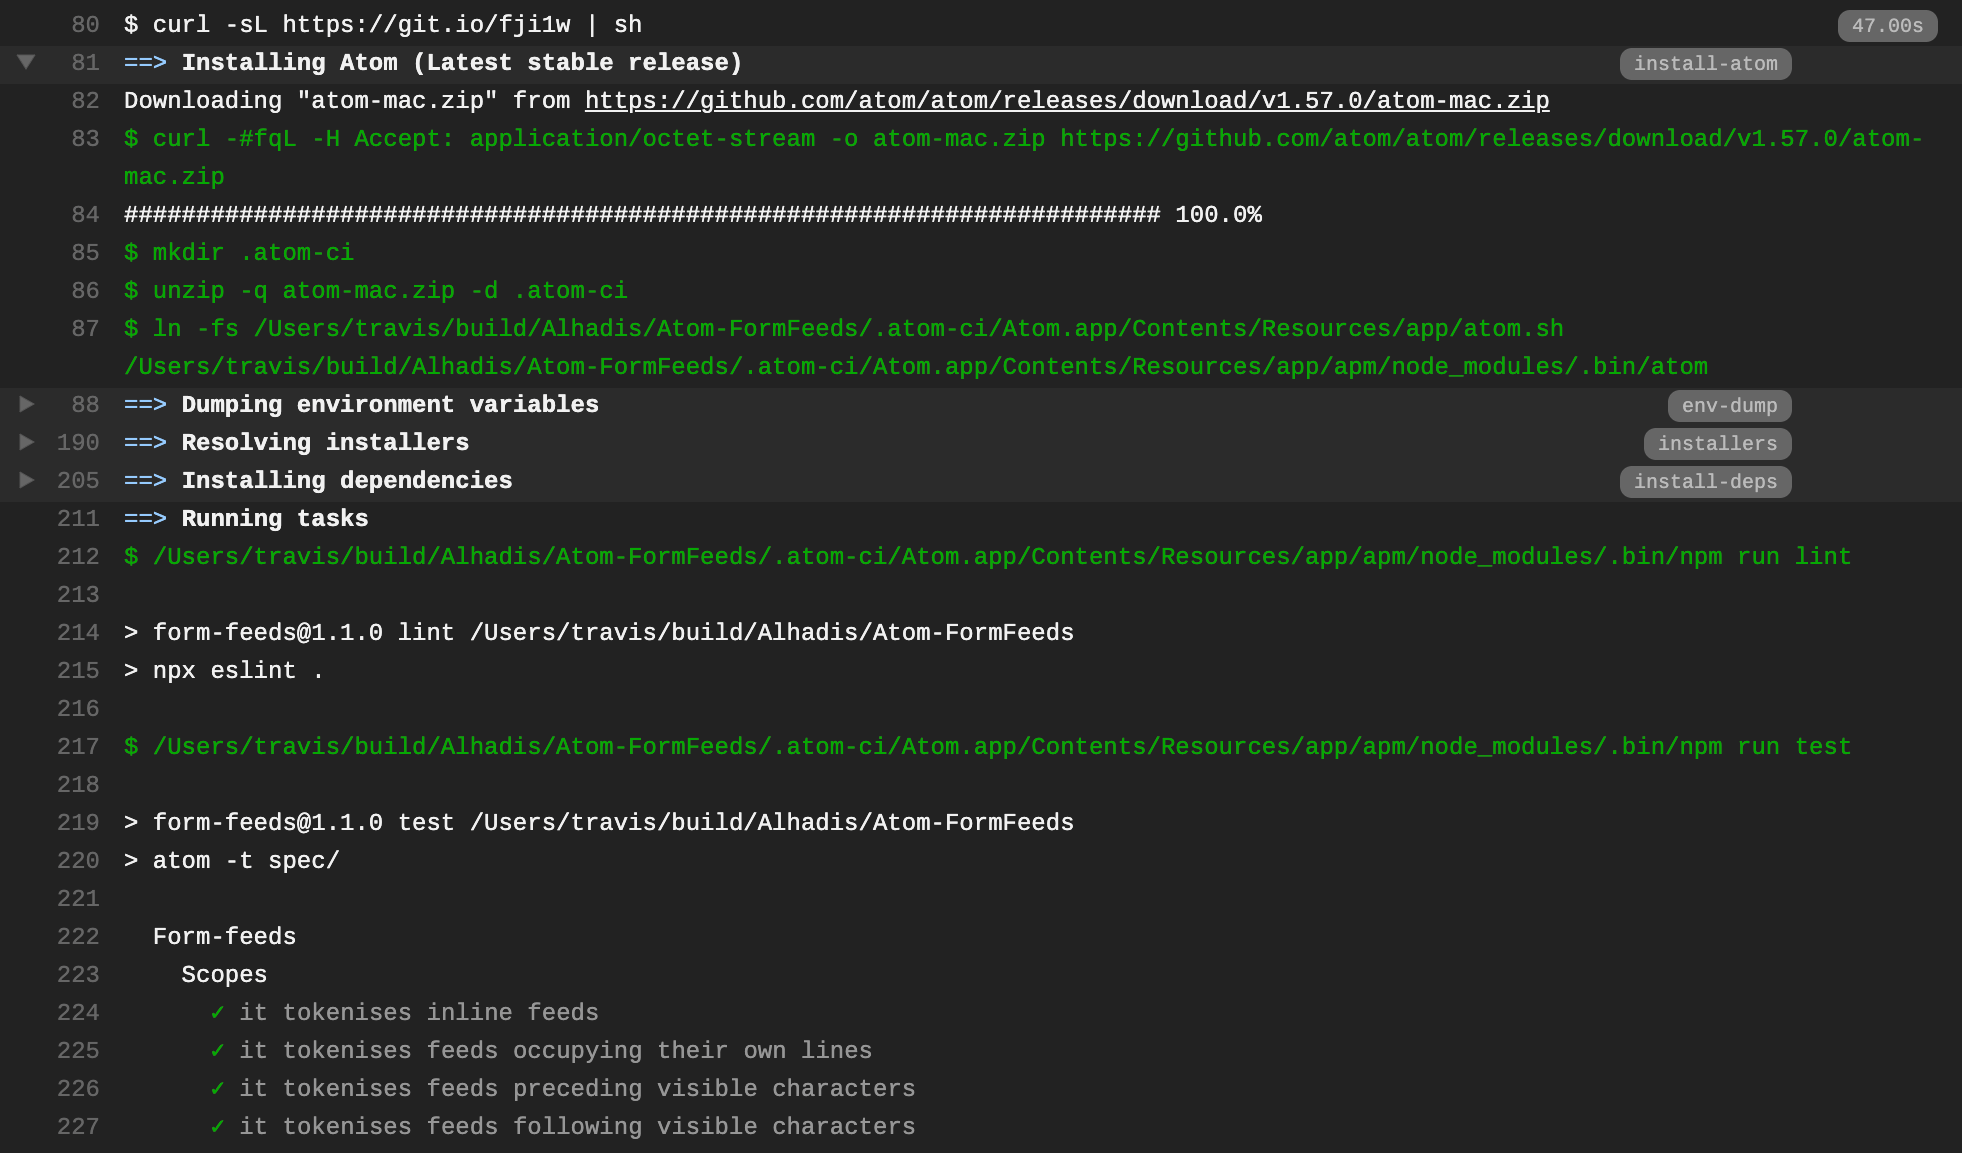 80 $ curl -sL https://git.io/fji1w | sh 47.00s
81 ==> Installing Atom (Latest stable release) install-atom
82 Downloading "atom-mac.zip" from https://github.com/atom/atom/releases/download/v1.57.0/atom-mac.zip
83 $ curl -#fqL -H Accept: application/octet-stream -o atom-mac.zip https://github.com/atom/atom/releases/download/v1.57.0/atom-
mac.zip
84 ######################################################################## 100.0%
85 $ mkdir .atom-ci
86 $ unzip -q atom-mac.zip -d .atom-ci
87 $ ln -fs /Users/travis/build/Alhadis/Atom-FormFeeds/.atom-ci/Atom.app/Contents/Resources/app/atom.sh
/Users/travis/build/Alhadis/Atom-FormFeeds/.atom-ci/Atom.app/Contents/Resources/app/apm/node_modules/.bin/atom
88 ==> Dumping environment variables env-dump
190 ==> Resolving installers installers
205 ==> Installing dependencies install-deps
211 ==> Running tasks
212 $ /Users/travis/build/Alhadis/Atom-FormFeeds/.atom-ci/Atom.app/Contents/Resources/app/apm/node_modules/.bin/npm run lint
213
214 > form-feeds@1.1.0 lint /Users/travis/build/Alhadis/Atom-FormFeeds
215 > npx eslint .
216
217 $ /Users/travis/build/Alhadis/Atom-FormFeeds/.atom-ci/Atom.app/Contents/Resources/app/apm/node_modules/.bin/npm run test
218
219 > form-feeds@1.1.0 test /Users/travis/build/Alhadis/Atom-FormFeeds
220 > atom -t spec/
221
222 Form-feeds
223 Scopes
224 ✓ it tokenises inline feeds
225 ✓ it tokenises feeds occupying their own lines
226 ✓ it tokenises feeds preceding visible characters
227 ✓ it tokenises feeds following visible characters